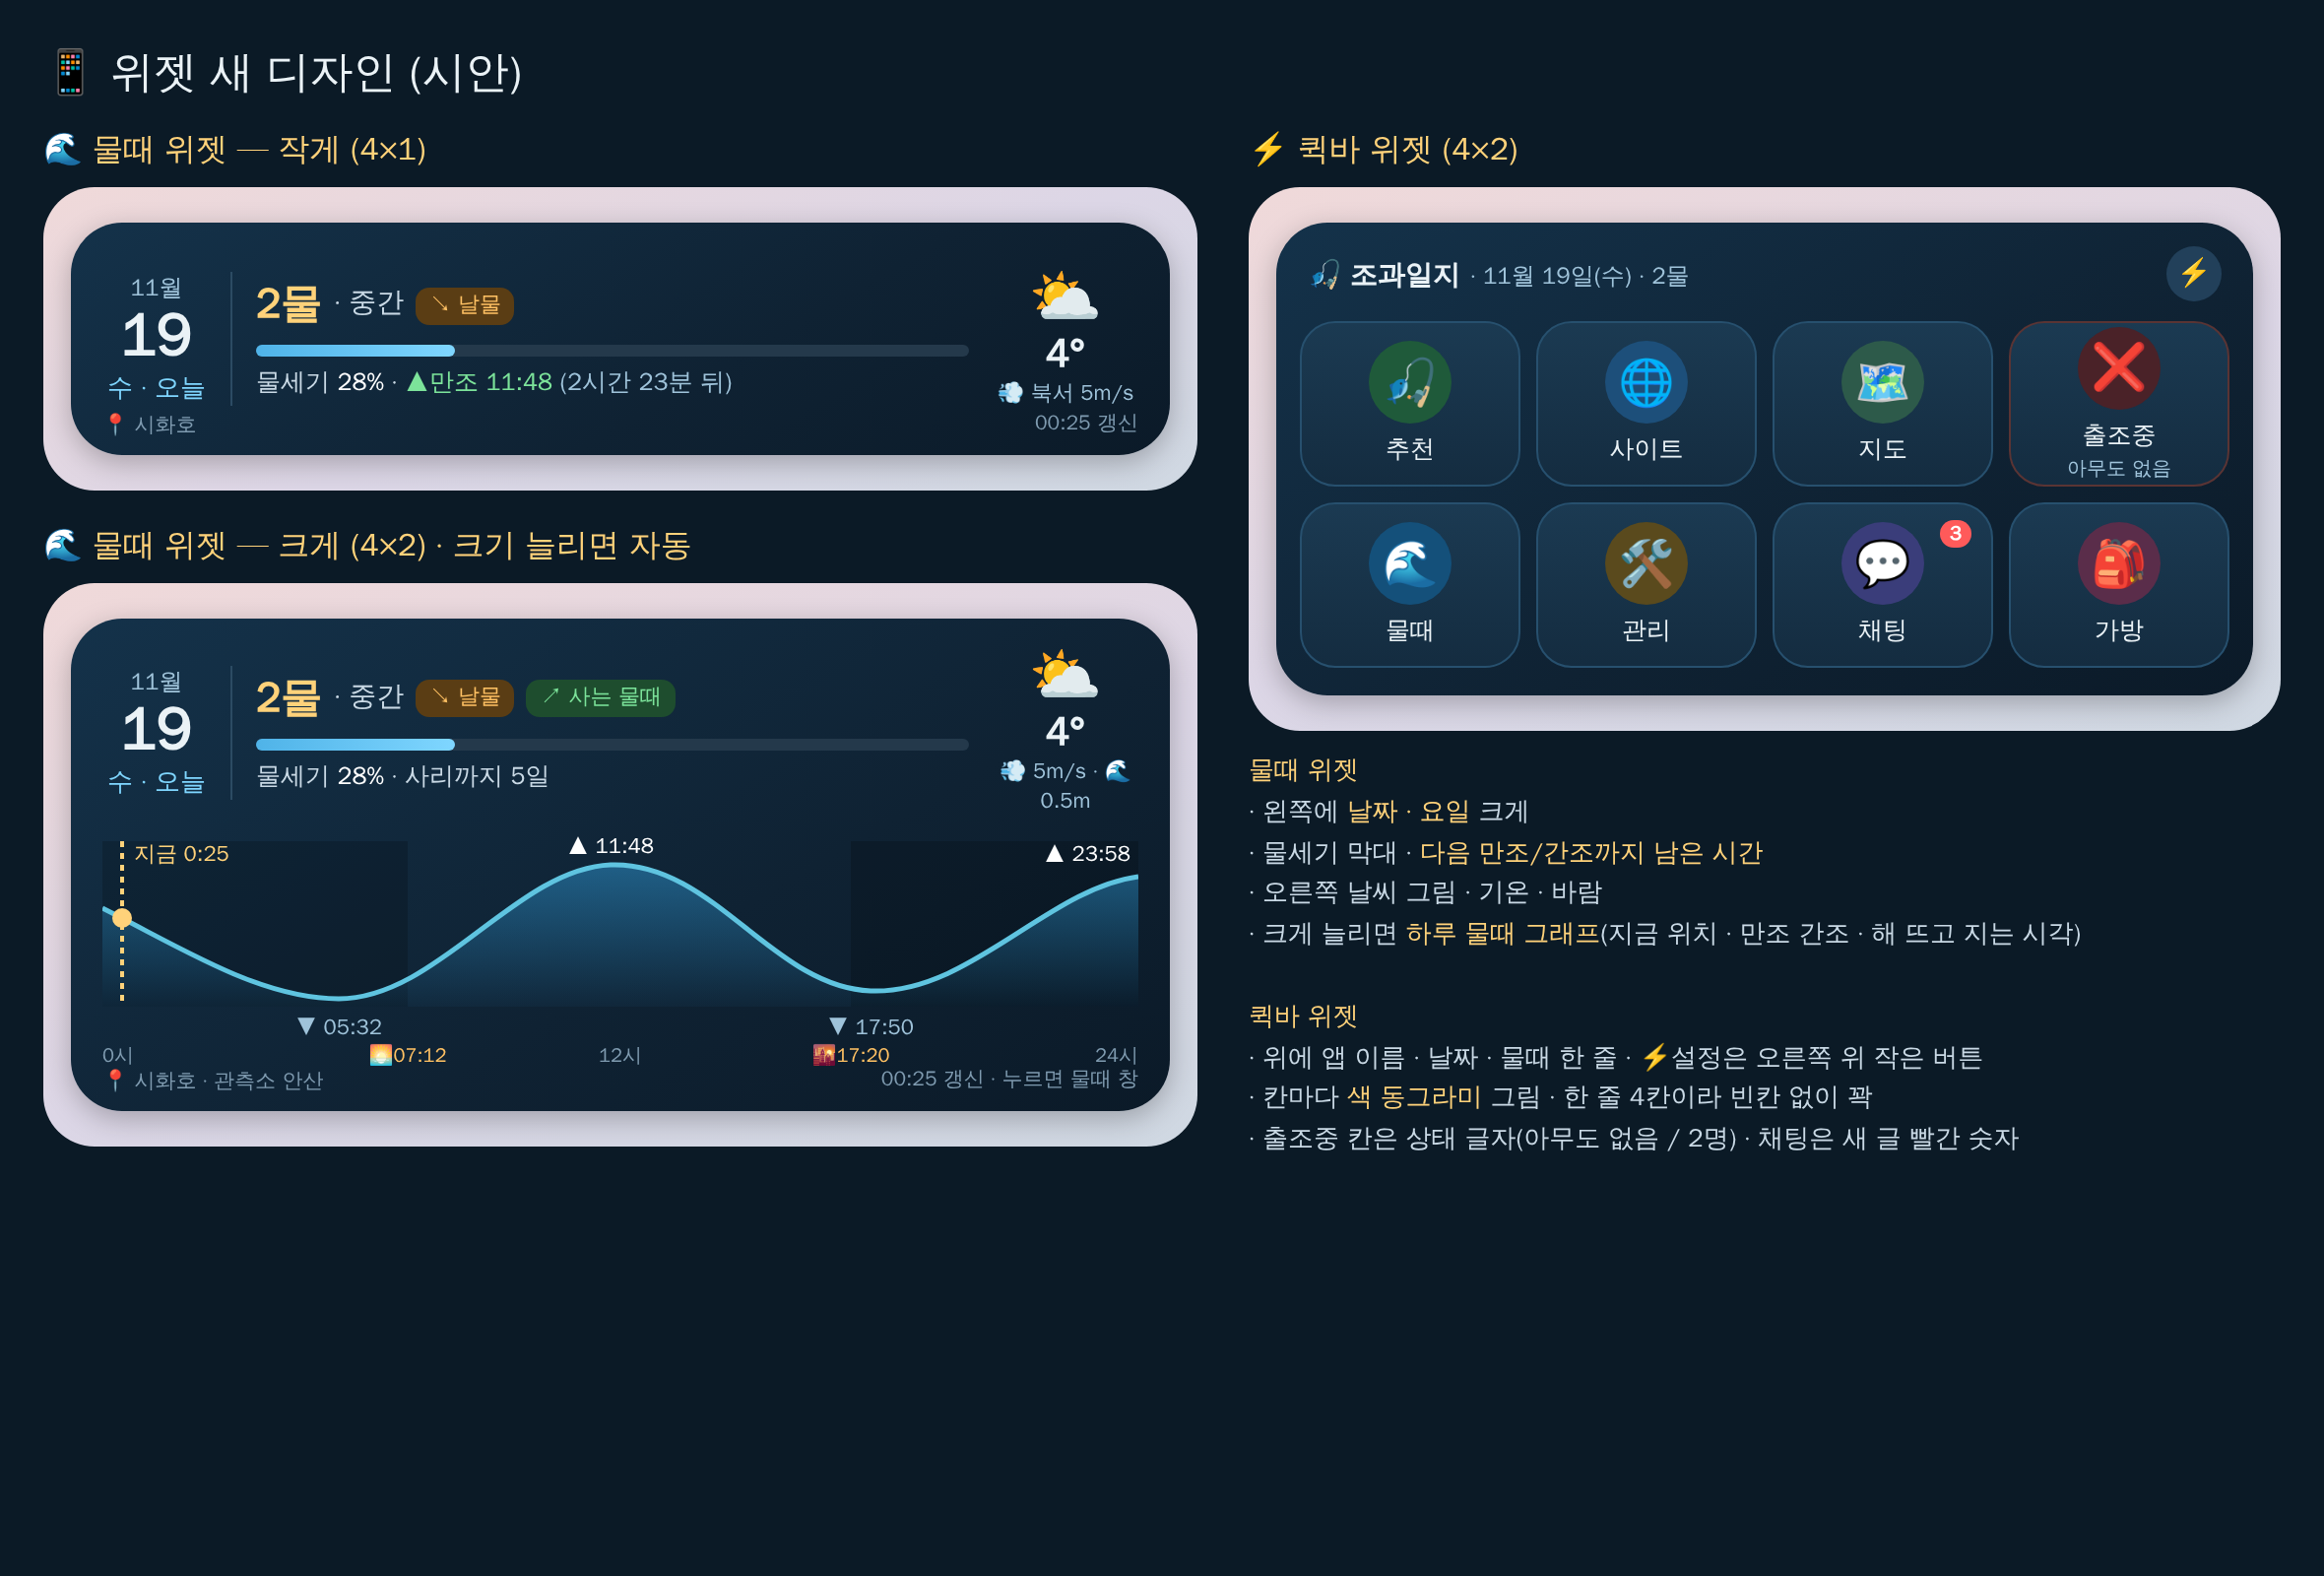 위젯 새 디자인 (시안)
물때 위젯 — 작게 (4×1)
11월
19
수 · 오늘
📍 시화호
2물 · 중간 ↘ 날물
물세기 28% · ▲만조 11:48 (2시간 23분 뒤)
4°
북서 5m/s
00:25 갱신
물때 위젯 — 크게 (4×2) · 크기 늘리면 자동
11월
19
수 · 오늘
2물 · 중간 ↘ 날물 ↗ 사는 물때
물세기 28% · 사리까지 5일
4°
5m/s · 🌊
0.5m
지금 0:25
▲ 11:48
▲ 23:58
▼ 05:32
▼ 17:50
0시
07:12
12시
17:20
24시
📍 시화호 · 관측소 안산
00:25 갱신 · 누르면 물때 창
⚡ 퀵바 위젯 (4×2)
조과일지 · 11월 19일(수) · 2물
추천
사이트
지도
출조중
아무도 없음
물때
관리
3
채팅
가방
물때 위젯
· 왼쪽에 날짜 · 요일 크게
· 물세기 막대 · 다음 만조/간조까지 남은 시간
· 오른쪽 날씨 그림 · 기온 · 바람
· 크게 늘리면 하루 물때 그래프(지금 위치 · 만조 간조 · 해 뜨고 지는 시각)
퀵바 위젯
· 위에 앱 이름 · 날짜 · 물때 한 줄 · ⚡설정은 오른쪽 위 작은 버튼
· 칸마다 색 동그라미 그림 · 한 줄 4칸이라 빈칸 없이 꽉
· 출조중 칸은 상태 글자(아무도 없음 / 2명) · 채팅은 새 글 빨간 숫자